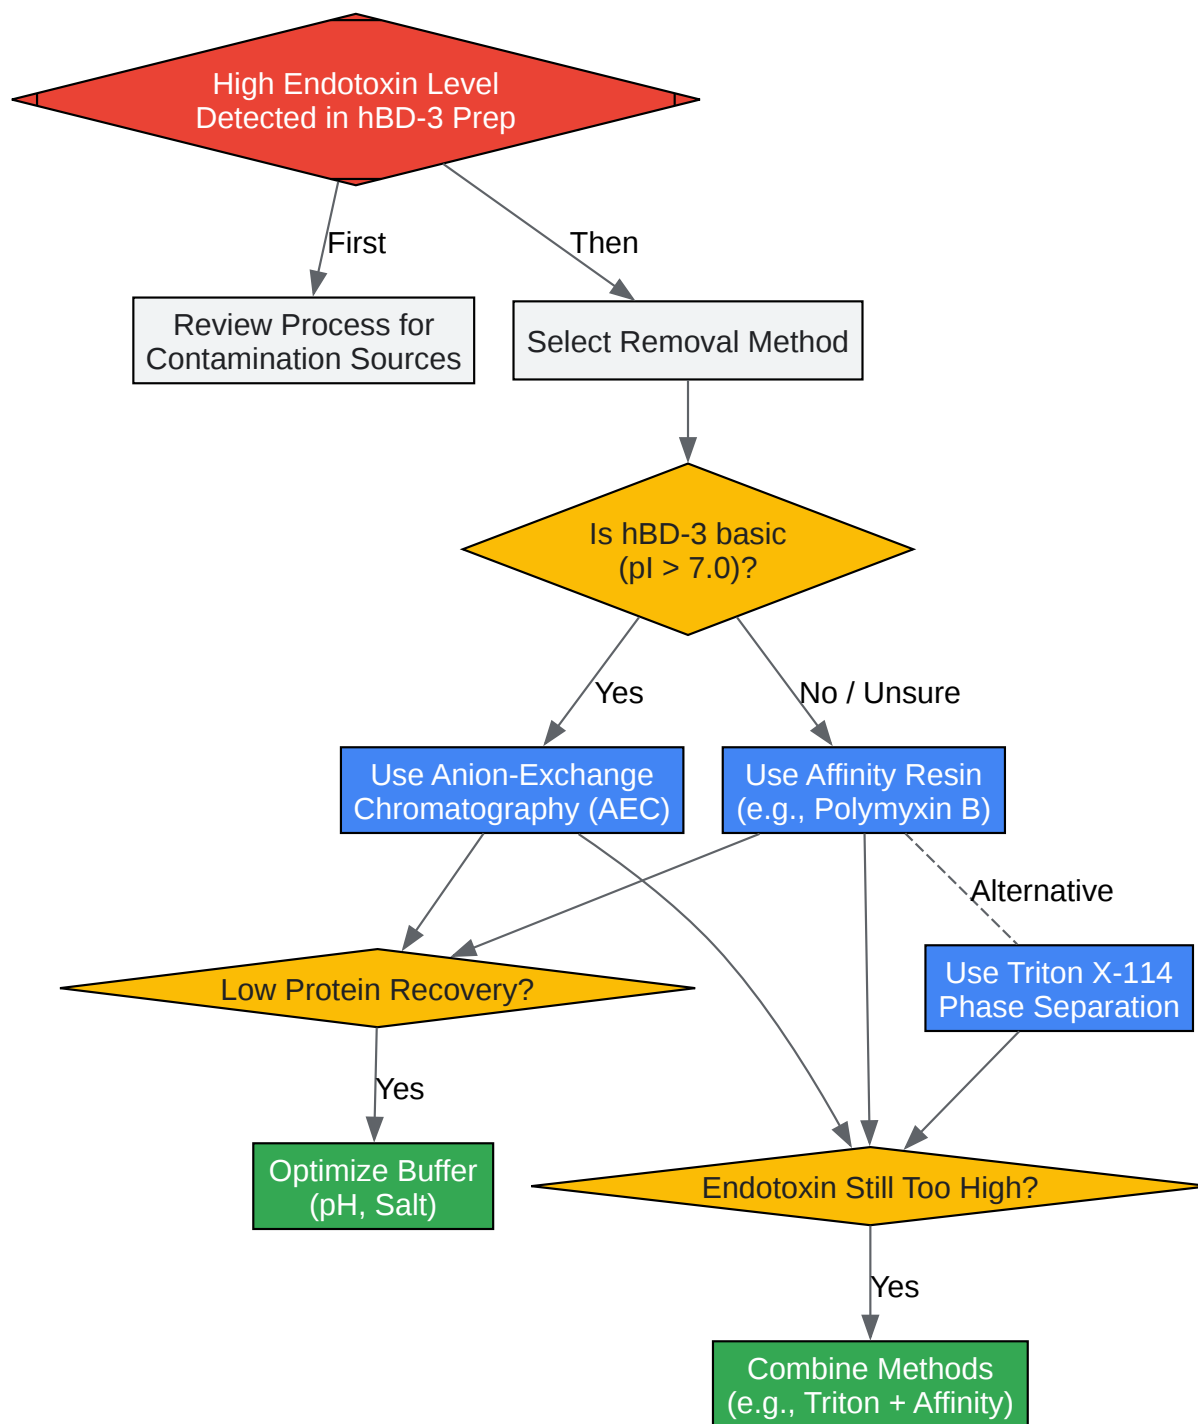 High Endotoxin Level
Detected in hBD-3 Prep
First
Then
Review Process for
Contamination Sources
Select Removal Method
Is hBD-3 basic
(pI > 7.0)?
Yes
No / Unsure
Use Anion-Exchange
Chromatography (AEC)
Use Affinity Resin
(e.g., Polymyxin B)
Alternative
Low Protein Recovery?
Use Triton X-114
Phase Separation
Yes
Optimize Buffer
(pH, Salt)
Endotoxin Still Too High?
Yes
Combine Methods
(e.g., Triton + Affinity)